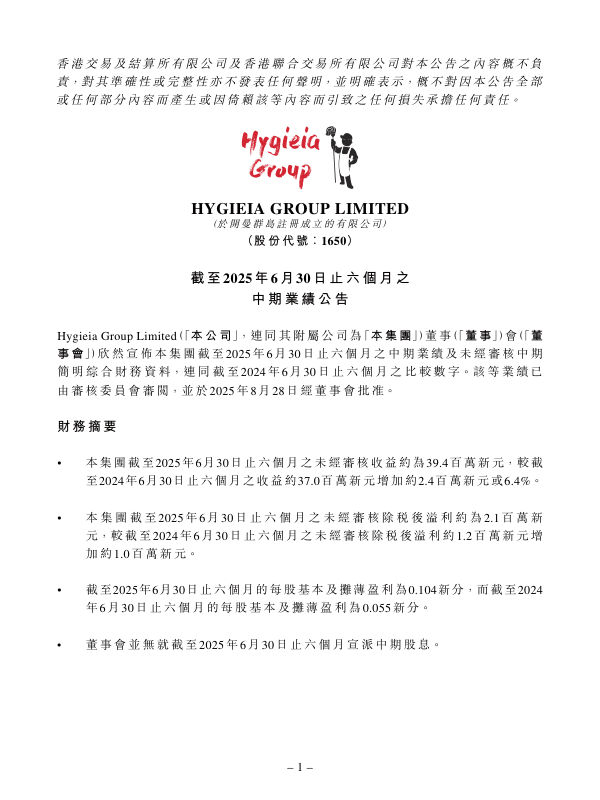 香港交易及結算所有限公司及香港聯合交易所有限公司對本公告之內容概不負
責，對其準確性或完整性亦不發表任何聲明，並明確表示，概不對因本公告全部
或任何部分內容而產生或因倚賴該等內容而引致之任何損失承擔任何責任。
Hygieia
Group
HYGIEIA GROUP LIMITED
(於開曼群島註冊成立的有限公司)
（股份代號：1650）
截至2025年6月30日止六個月之
中期業績公告
Hygieia Group Limited（「本公司」，連同其附屬公司為「本集團」）董事（「董事」）會（「董
事會」）欣然宣佈本集團截至2025年6月30日止六個月之中期業績及未經審核中期
簡明綜合財務資料，連同截至2024年6月30日止六個月之比較數字。該等業績已
由審核委員會審閱，並於2025年8月28日經董事會批准。
財務摘要
• 本集團截至2025年6月30日止六個月之未經審核收益約為39.4百萬新元，較截
至2024年6月30日止六個月之收益約37.0百萬新元增加約2.4百萬新元或6.4%。
• 本集團截至2025年6月30日止六個月之未經審核除稅後溢利約為2.1百萬新
元，較截至2024年6月30日止六個月之未經審核除稅後溢利約1.2百萬新元增
加約1.0百萬新元。
• 截至2025年6月30日止六個月的每股基本及攤薄盈利為0.104新分，而截至2024
年6月30日止六個月的每股基本及攤薄盈利為0.055新分。
• 董事會並無就截至2025年6月30日止六個月宣派中期股息。
– 1 –